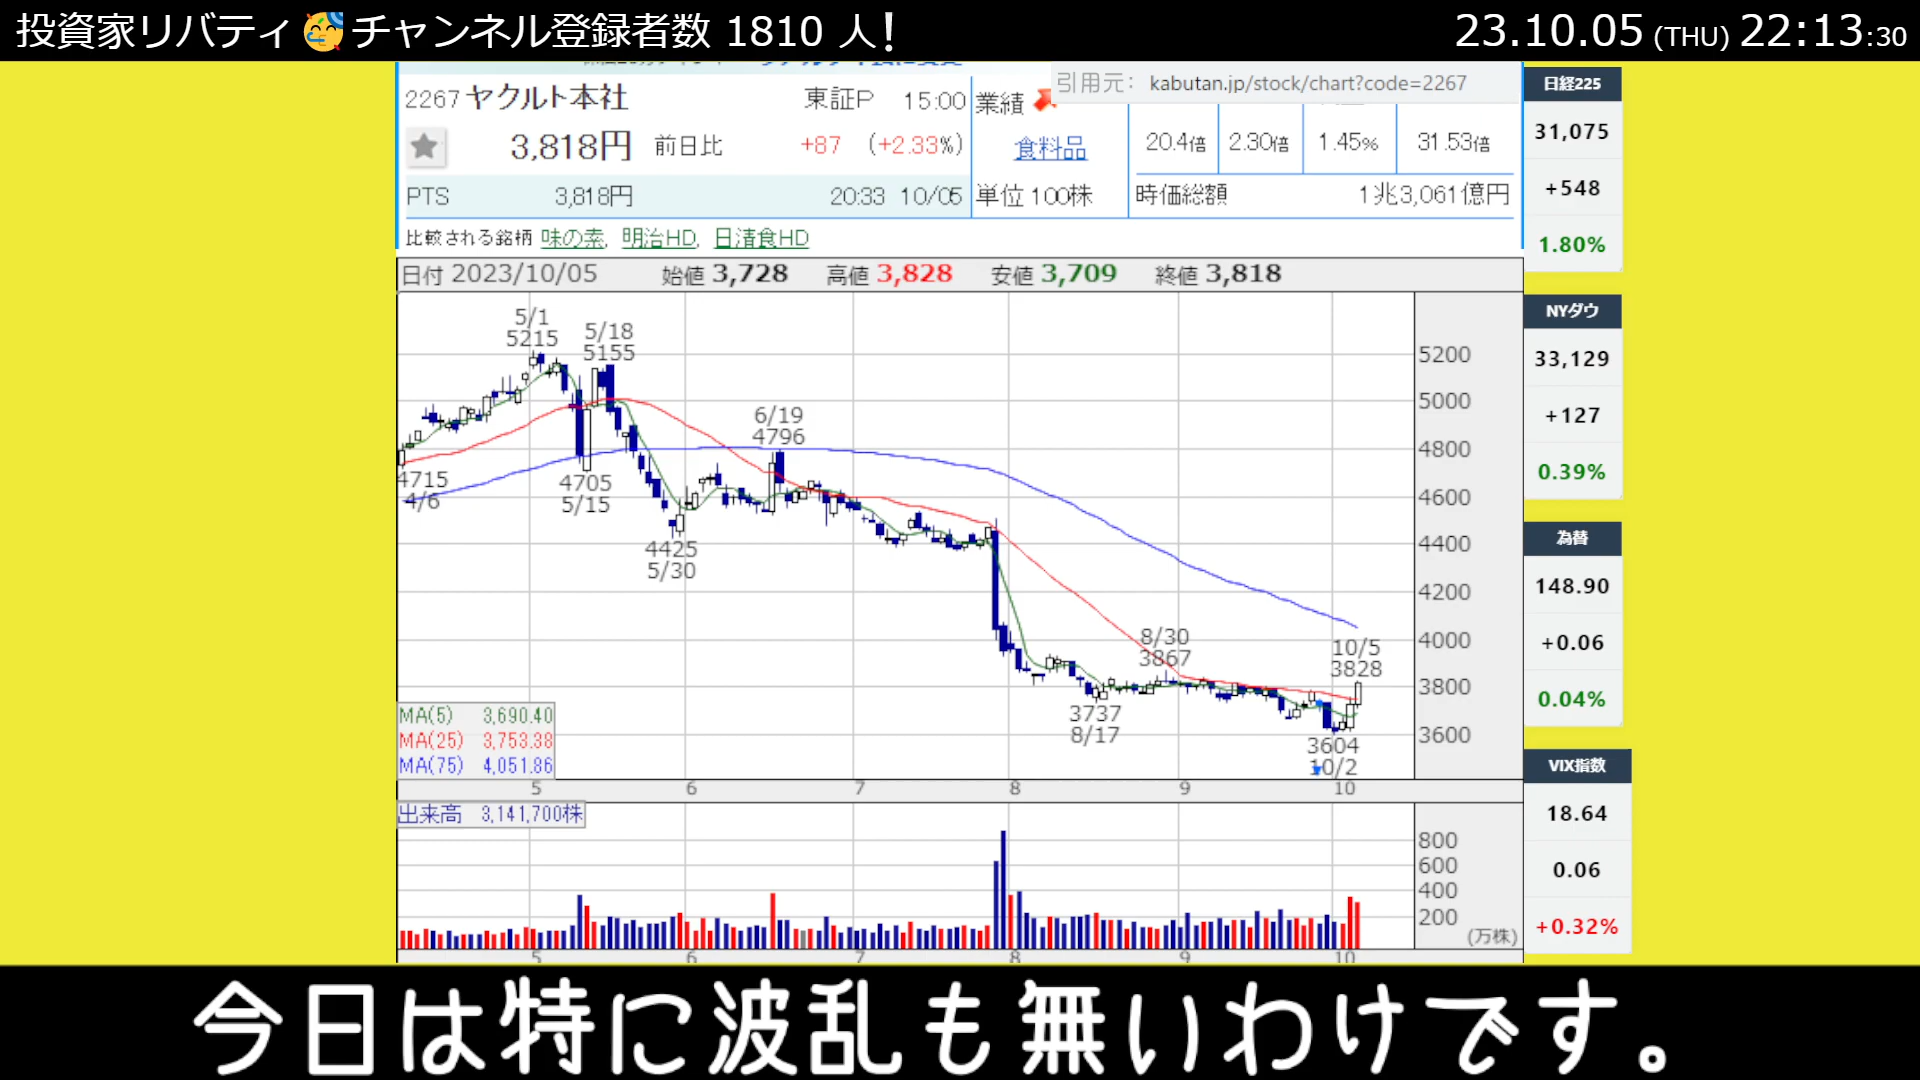 投資家リバティ🥳チャンネル登録者数 1810 人!
23.10.05 (THU) 22:13:30
引用元: kabutan.jp/stock/chart?code=2267
2267 ヤクルト本社 東証P 15:00 業績
3,818円 前日比 +87 (+2.33%)
食料品 20.4倍 2.30倍 1.45% 31.53倍
PTS 3,818円 20:33 10/05 単位 100株 時価総額 1兆3,061億円
比較される銘柄 味の素, 明治HD, 日清食HD
日付 2023/10/05 始値 3,728 高値 3,828 安値 3,709 終値 3,818
5/1
5215
5/18
5155
6/19
4796
4715
4/6
4705
5/15
4425
5/30
8/30
3867
10/5
3828
3737
8/17
3604
10/2
5200
5000
4800
4600
4400
4200
4000
3800
3600
MA(5) 3,690.40
MA(25) 3,753.38
MA(75) 4,051.86
5 6 7 8 9 10
出来高 3,141,700株
800
600
400
200
(万株)
5 6 7 8 9 10
日経225
31,075
+548
1.80%
NYダウ
33,129
+127
0.39%
為替
148.90
+0.06
0.04%
VIX指数
18.64
0.06
+0.32%
今日は特に波乱も無いわけです。